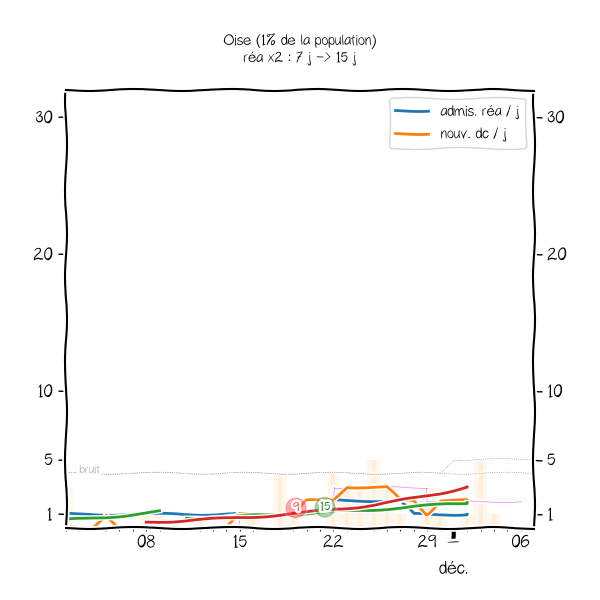 Oise (1% de la population)
réa x2 : 7 j -> 15 j
admis. réa / j
nouv. dc / j
30
30
20
20
10
10
5
5
bruit
9
15
1
1
08
15
22
29
06
déc.